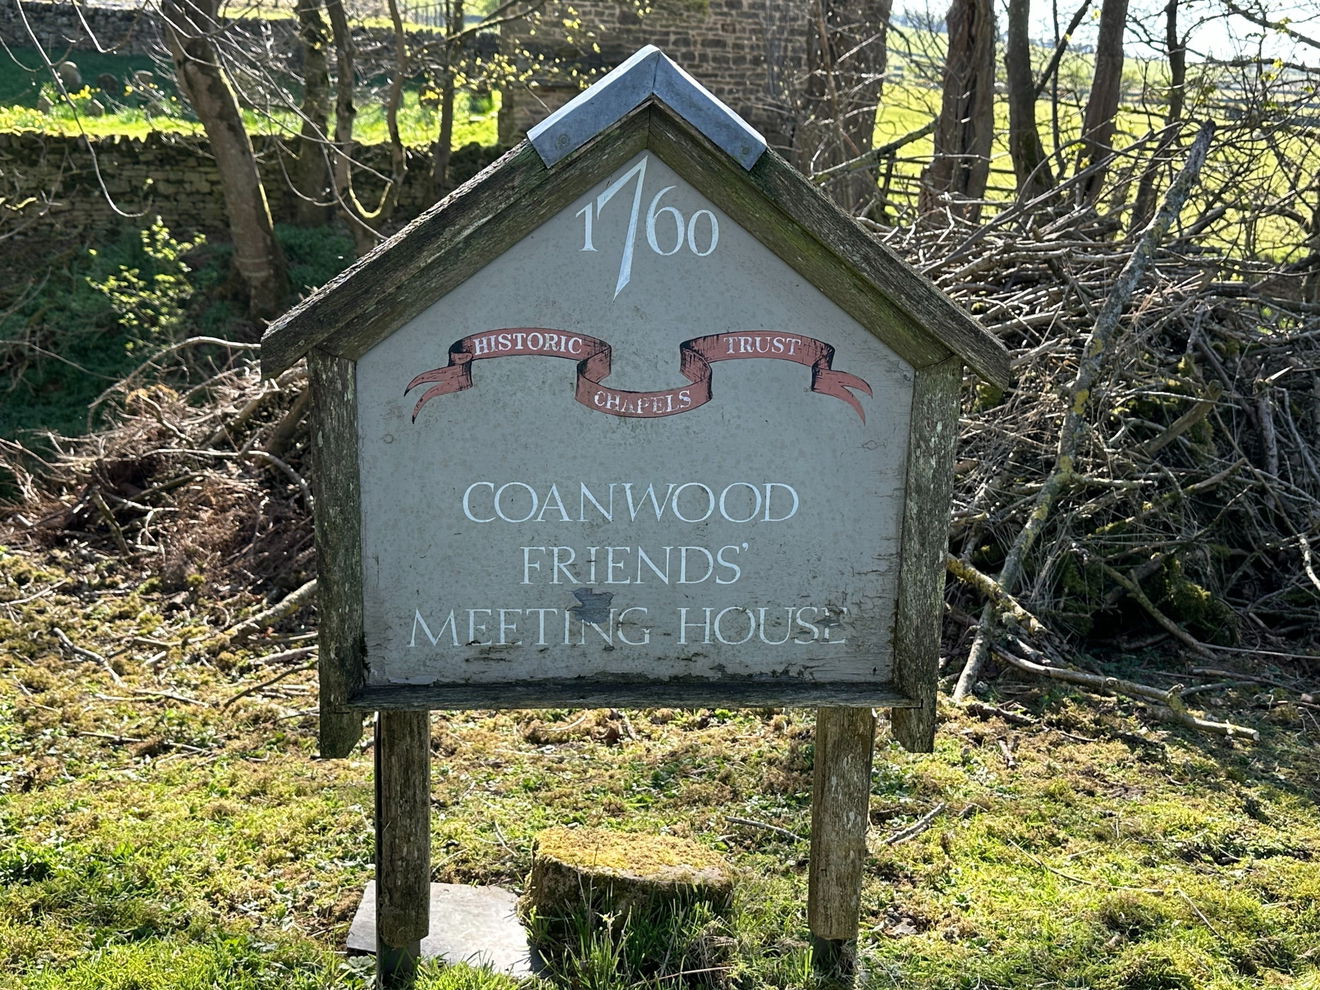 1760
HISTORIC CHAPELS TRUST
COANWOOD
FRIENDS'
MEETING HOUSE